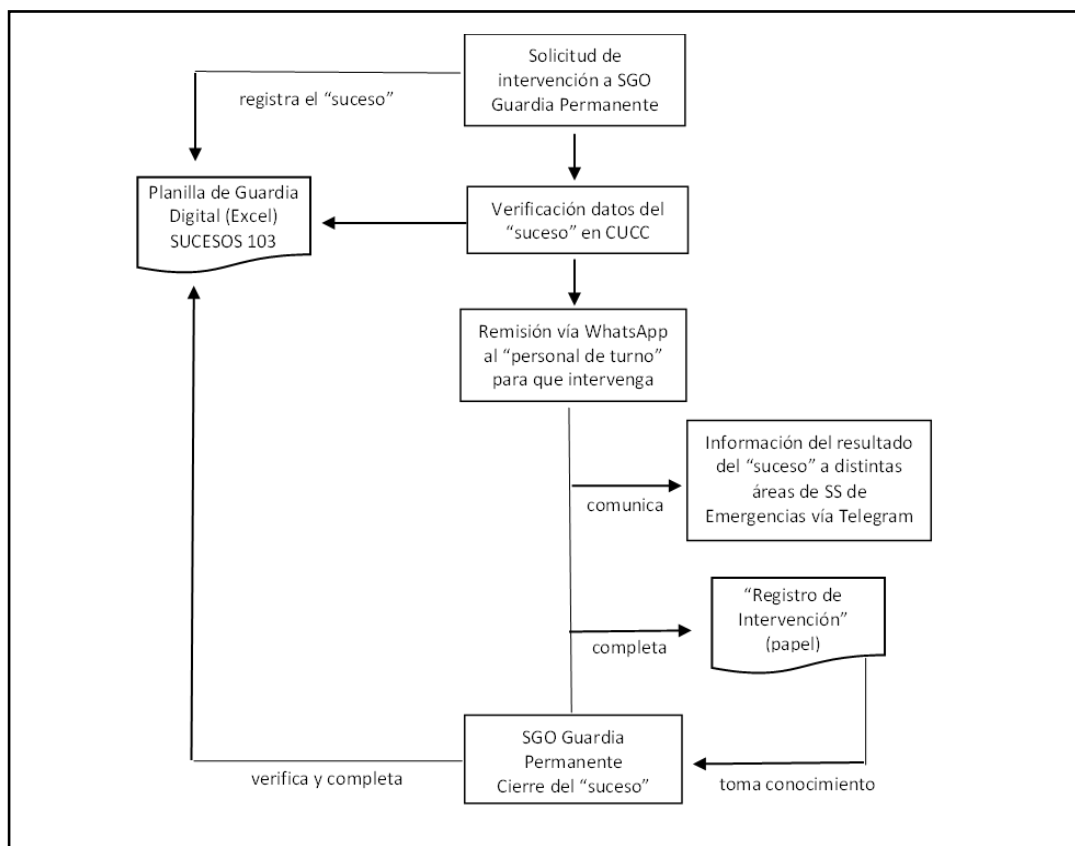 Solicitud de
intervención a SGO
Guardia Permanente
registra el “suceso”
Planilla de Guardia
Digital (Excel)
SUCESOS 103
Verificación datos del
“suceso” en CUCC
Remisión vía WhatsApp
al “personal de turno”
para que intervenga
Información del resultado
del “suceso” a distintas
áreas de SS de
Emergencias vía Telegram
comunica
“Registro de
Intervención”
(papel)
completa
SGO Guardia
Permanente
Cierre del “suceso”
verifica y completa
toma conocimiento